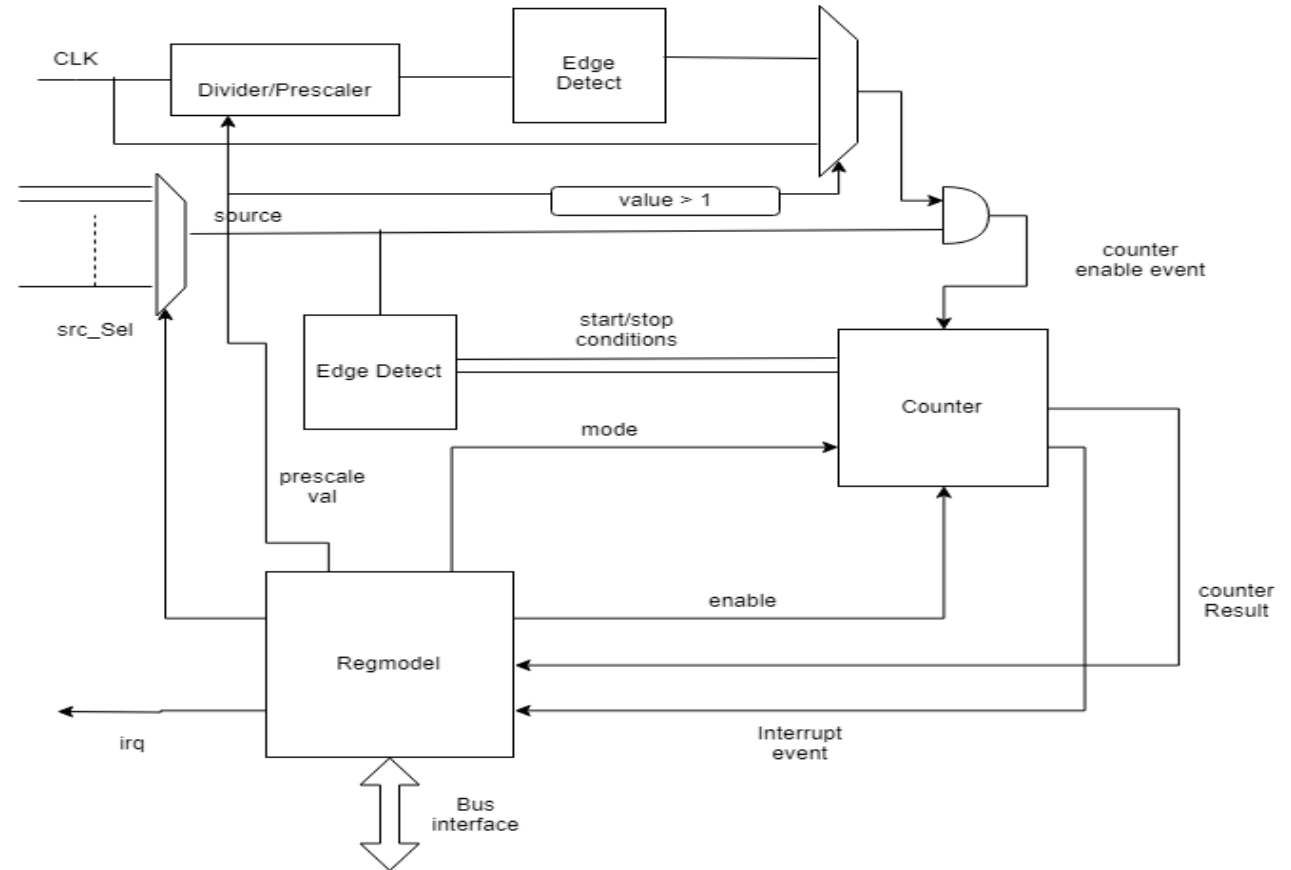 CLK
Divider/Prescaler
Edge
Detect
value > 1
source
counter
enable event
src_Sel
start/stop
conditions
Edge Detect
Counter
mode
prescale
val
enable
counter
Result
Regmodel
irq
Interrupt
event
Bus
interface